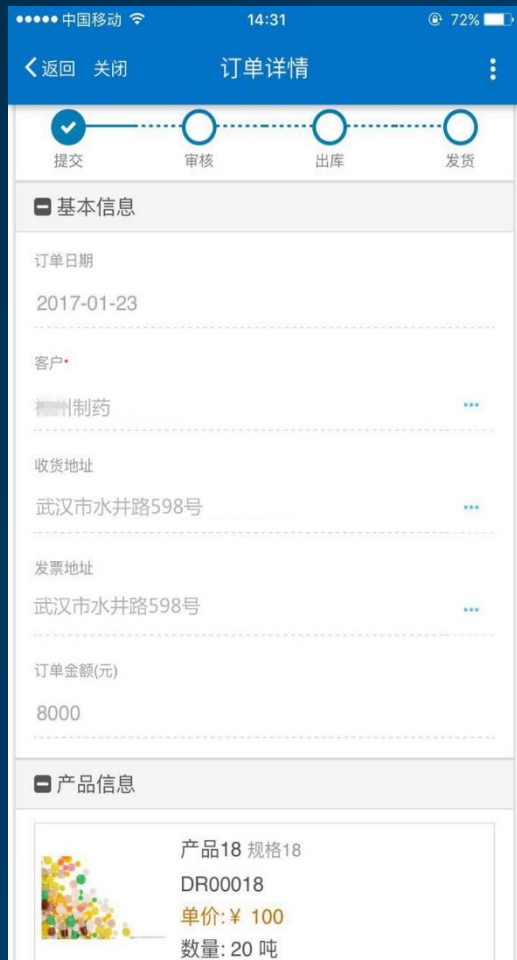 中国移动 14:31 72%
返回 关闭 订单详情
提交 审核 出库 发货
基本信息
订单日期
2017-01-23
客户•
州制药
收货地址
武汉市水井路598号
发票地址
武汉市水井路598号
订单金额(元)
8000
产品信息
产品18 规格18
DR00018
单价:¥ 100
数量: 20 吨